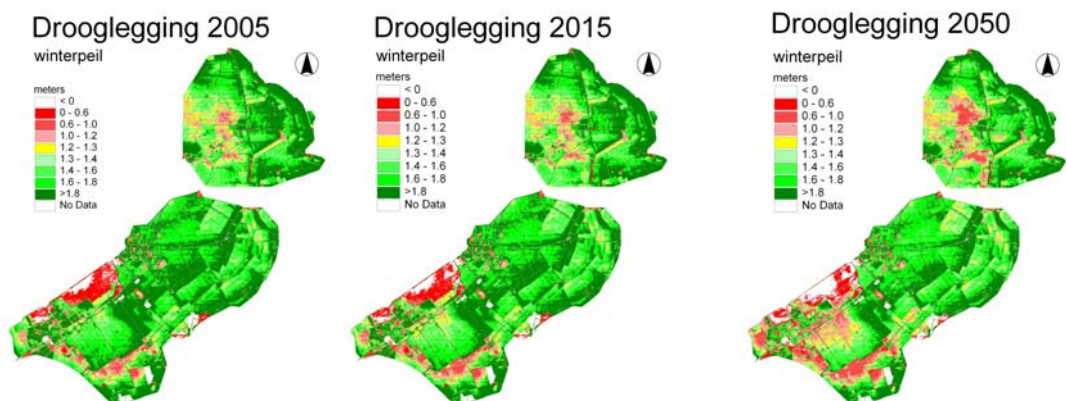 Drooglegging 2005
winterpeil
meters
< 0
0 - 0.6
0.6 - 1.0
1.0 - 1.2
1.2 - 1.3
1.3 - 1.4
1.4 - 1.6
1.6 - 1.8
>1.8
No Data
Drooglegging 2015
winterpeil
meters
< 0
0 - 0.6
0.6 - 1.0
1.0 - 1.2
1.2 - 1.3
1.3 - 1.4
1.4 - 1.6
1.6 - 1.8
>1.8
No Data
Drooglegging 2050
winterpeil
meters
< 0
0 - 0.6
0.6 - 1.0
1.0 - 1.2
1.2 - 1.3
1.3 - 1.4
1.4 - 1.6
1.6 - 1.8
>1.8
No Data